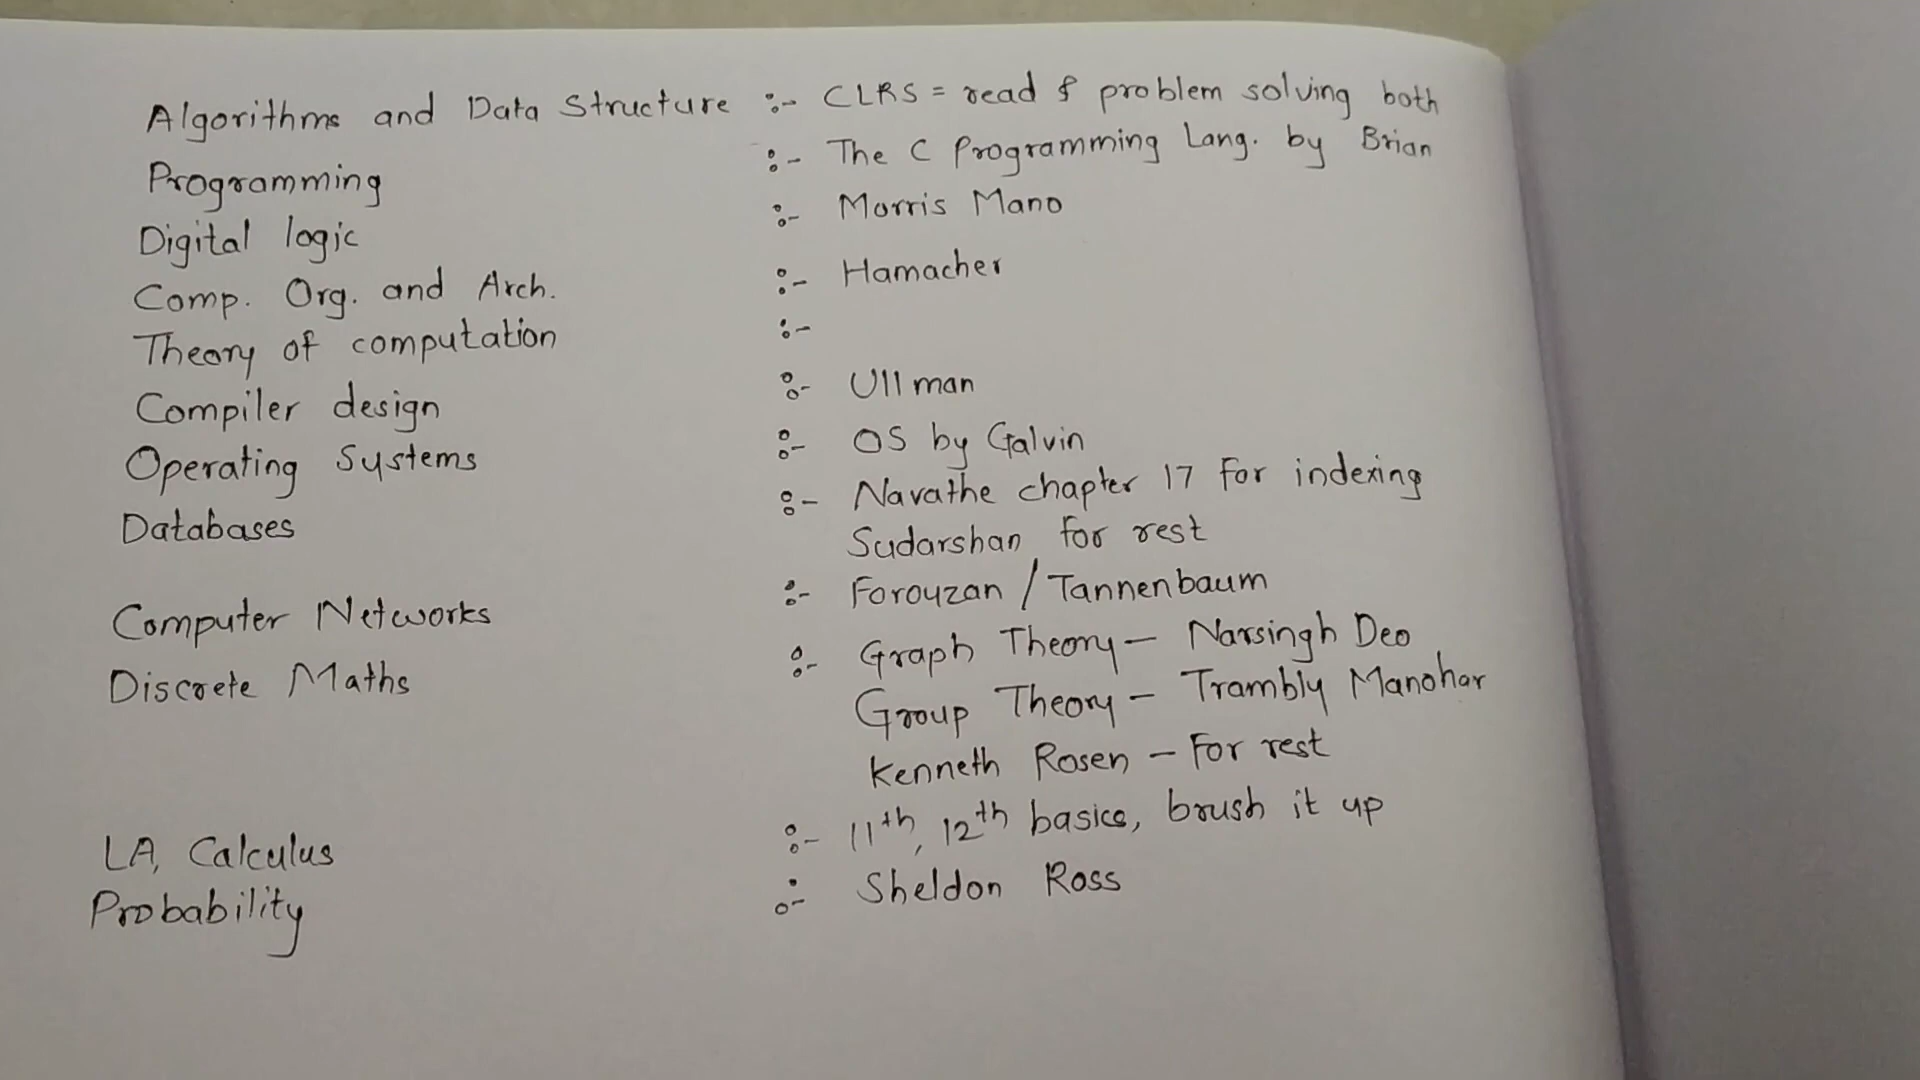 Algorithms and Data Structure :- CLRS = read & problem solving both
Programming :- The C Programming Lang. by Brian
Digital logic :- Morris Mano
Comp. Org. and Arch. :- Hamacher
Theory of computation :-
Compiler design :- Ullman
Operating Systems :- OS by Galvin
Databases :- Navathe chapter 17 For indexing
Sudarshan for rest
Computer Networks :- Forouzan / Tannenbaum
Discrete Maths :- Graph Theory - Narsingh Deo
Group Theory - Trambly Manohar
Kenneth Rosen - For rest
LA, Calculus :- 11th, 12th basics, brush it up
Probability :- Sheldon Ross